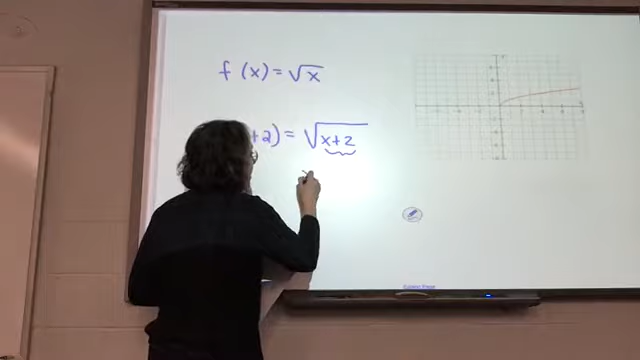 f (x) = √x
+2) = √x+2